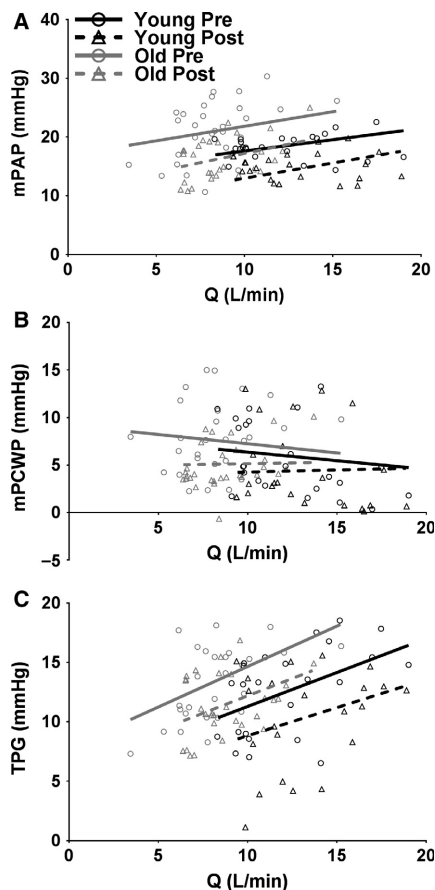 A
Young Pre
Young Post
Old Pre
Old Post
40
30
20
10
0
mPAP (mmHg)
0 5 10 15 20
Q (L/min)
B
20
15
10
5
0
–5
mPCWP (mmHg)
5 10 15 20
Q (L/min)
C
20
15
10
5
0
TPG (mmHg)
0 5 10 15 20
Q (L/min)